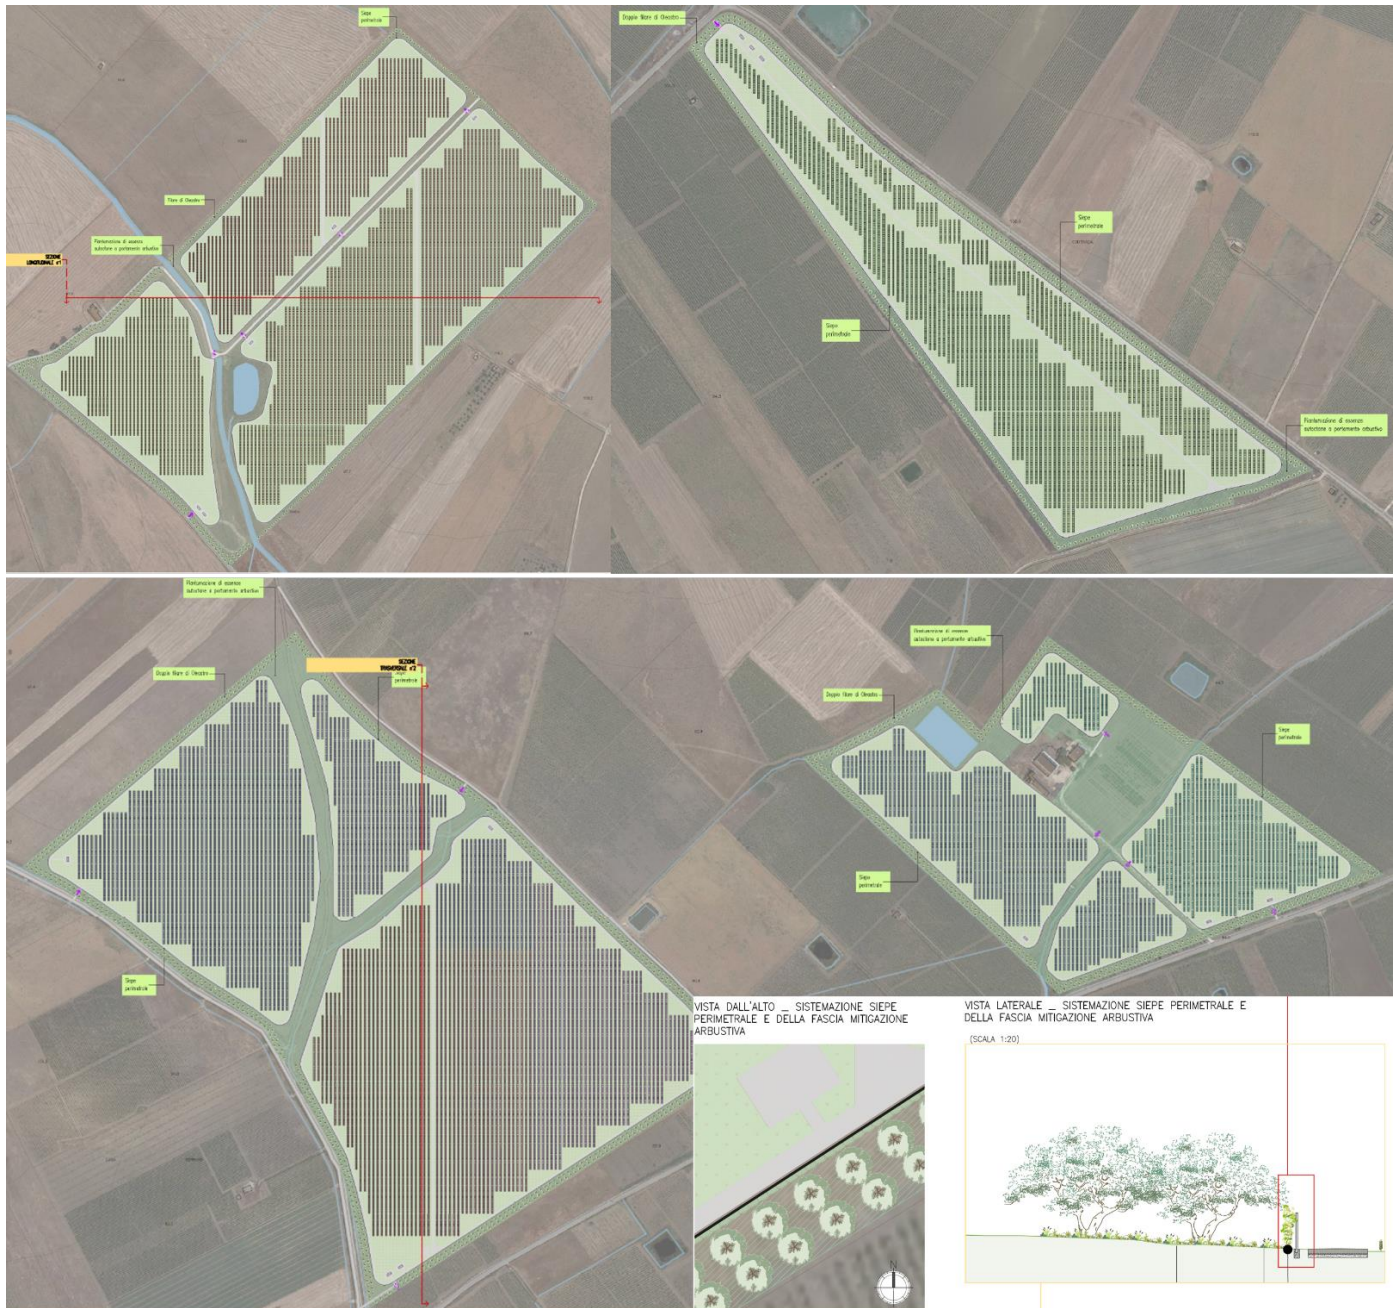 Siepe
perimetrale
Filare di Oleastro
Piantumazione di essenze
autoctone a portamento arbustivo
SEZIONE
LONGITUDINALE n°1
Doppio filare di Oleastro
Siepe
perimetrale
Siepe
perimetrale
Piantumazione di essenze
autoctone a portamento arbustivo
Piantumazione di essenze
autoctone a portamento arbustivo
SEZIONE
TRASVERSALE n°2
Siepe
perimetrale
Doppio filare di Oleastro
Siepe
perimetrale
Piantumazione di essenze
autoctone a portamento arbustivo
Doppio filare di Oleastro
Siepe
perimetrale
Siepe
perimetrale
VISTA DALL'ALTO _ SISTEMAZIONE SIEPE
PERIMETRALE E DELLA FASCIA MITIGAZIONE
ARBUSTIVA
N
VISTA LATERALE _ SISTEMAZIONE SIEPE PERIMETRALE E
DELLA FASCIA MITIGAZIONE ARBUSTIVA
(SCALA 1:20)